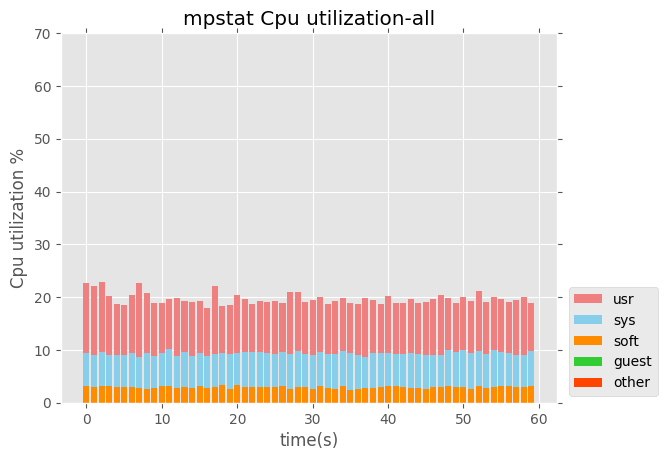 mpstat Cpu utilization-all
Cpu utilization %
70
60
50
40
30
20
10
0
0 10 20 30 40 50 60
time(s)
usr
sys
soft
guest
other